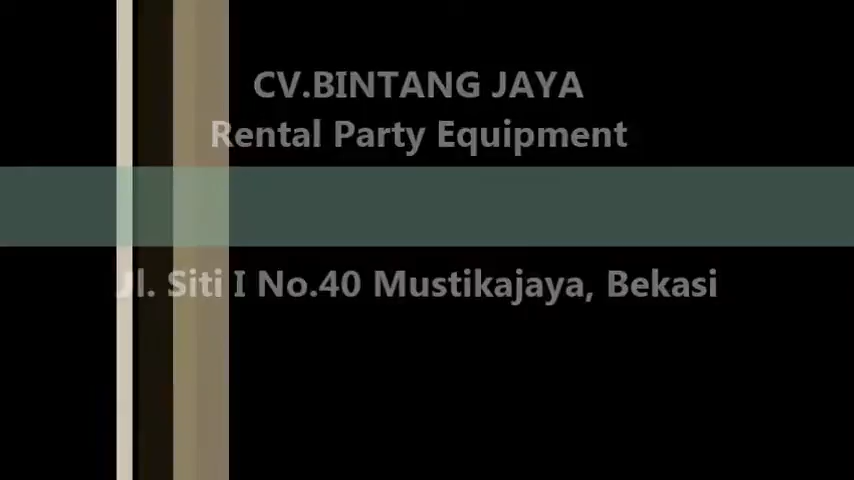 CV.BINTANG JAYA
Rental Party Equipment
Jl. Siti I No.40 Mustikajaya, Bekasi